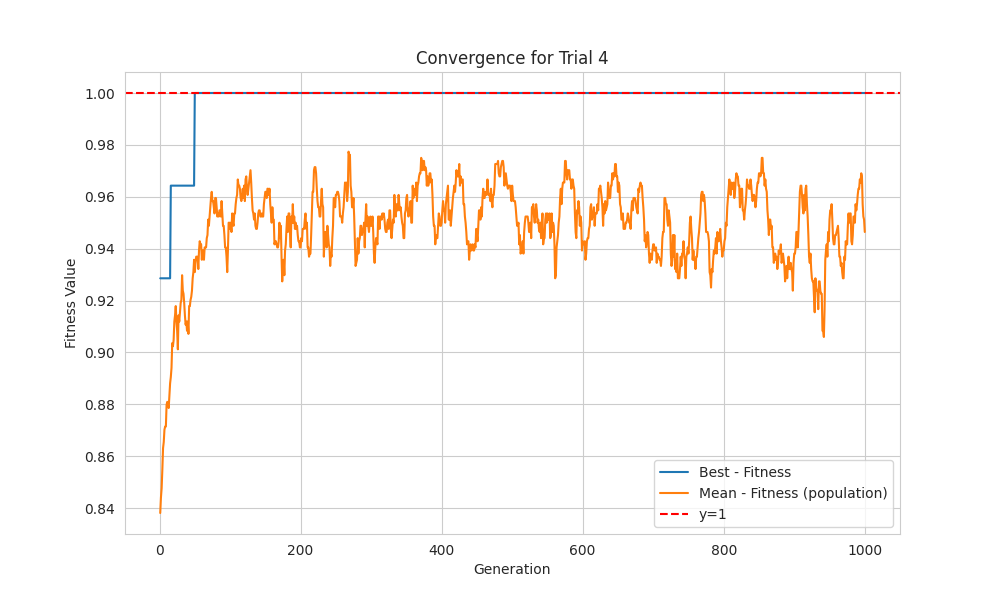 Convergence for Trial 4
Fitness Value
1.00
0.98
0.96
0.94
0.92
0.90
0.88
0.86
0.84
0 200 400 600 800 1000
Generation
Best - Fitness
Mean - Fitness (population)
y=1